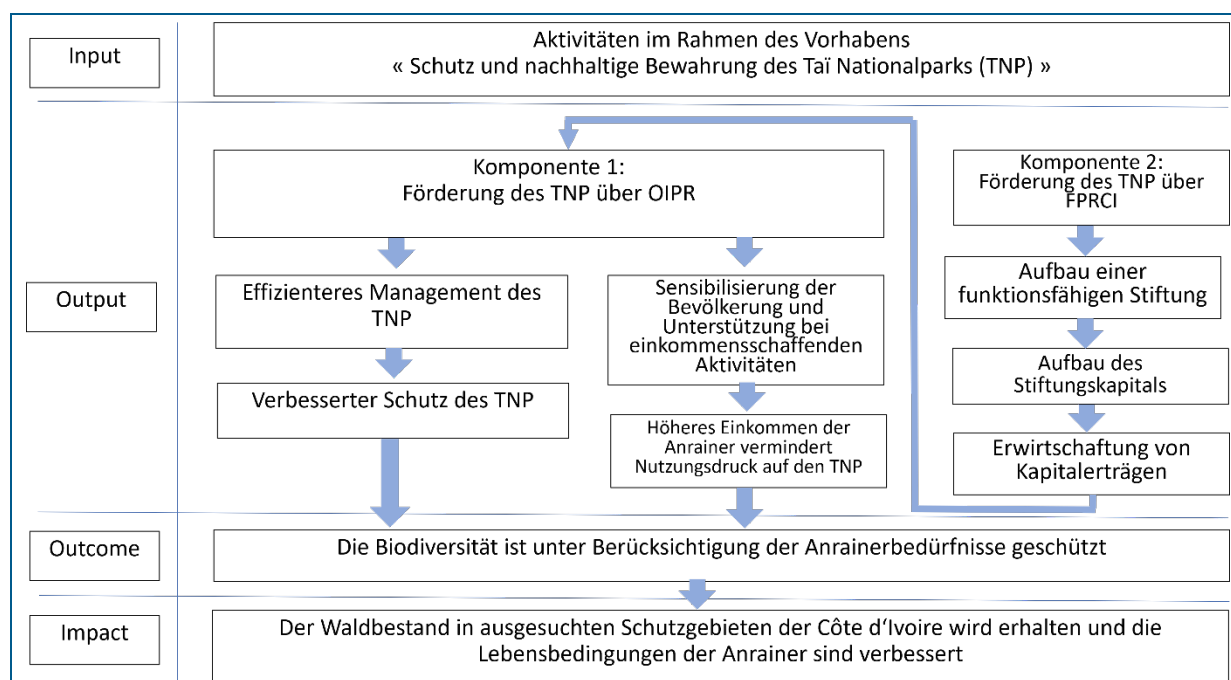 Input
Aktivitäten im Rahmen des Vorhabens
« Schutz und nachhaltige Bewahrung des Taï Nationalparks (TNP) »
Output
Komponente 1:
Förderung des TNP über OIPR
Effizienteres Management des
TNP
Verbesserter Schutz des TNP
Sensibilisierung der
Bevölkerung und
Unterstützung bei
einkommensschaffenden
Aktivitäten
Höheres Einkommen der
Anrainer vermindert
Nutzungsdruck auf den TNP
Komponente 2:
Förderung des TNP über
FPRCI
Aufbau einer
funktionsfähigen Stiftung
Aufbau des
Stiftungskapitals
Erwirtschaftung von
Kapitalerträgen
Outcome
Die Biodiversität ist unter Berücksichtigung der Anrainerbedürfnisse geschützt
Impact
Der Waldbestand in ausgesuchten Schutzgebieten der Côte d‘Ivoire wird erhalten und die
Lebensbedingungen der Anrainer sind verbessert